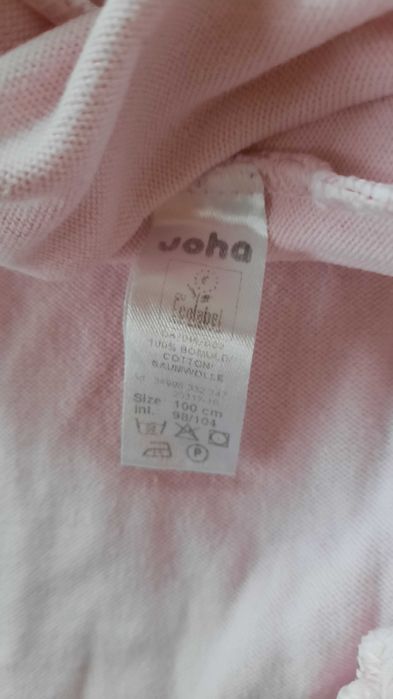 Joha
Ecolabel
100% BOMULD/
COTTON/
BAUMWOLLE
Size 100 cm
Int. 98/104
P